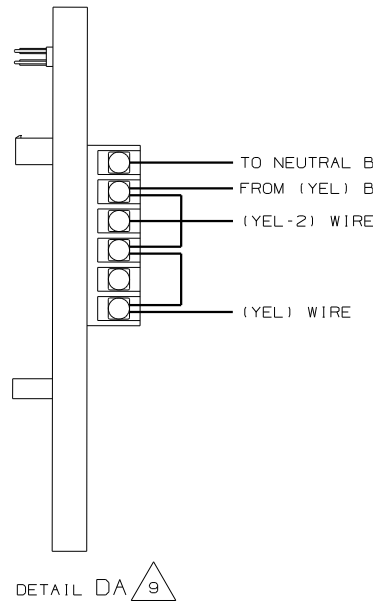 TO NEUTRAL B
FROM (YEL) B
(YEL-2) WIRE
(YEL) WIRE
DETAIL DA 9